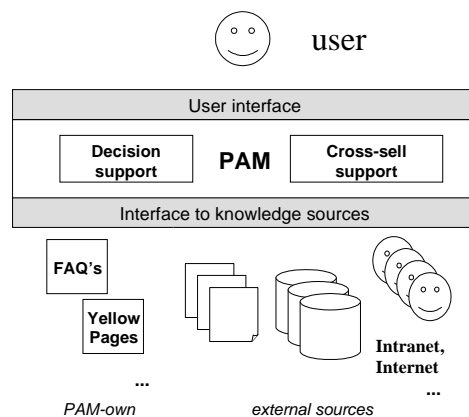 user
User interface
Decision
support
PAM
Cross-sell
support
Interface to knowledge sources
FAQ's
Yellow
Pages
Intranet,
Internet
...
...
PAM-own
external sources